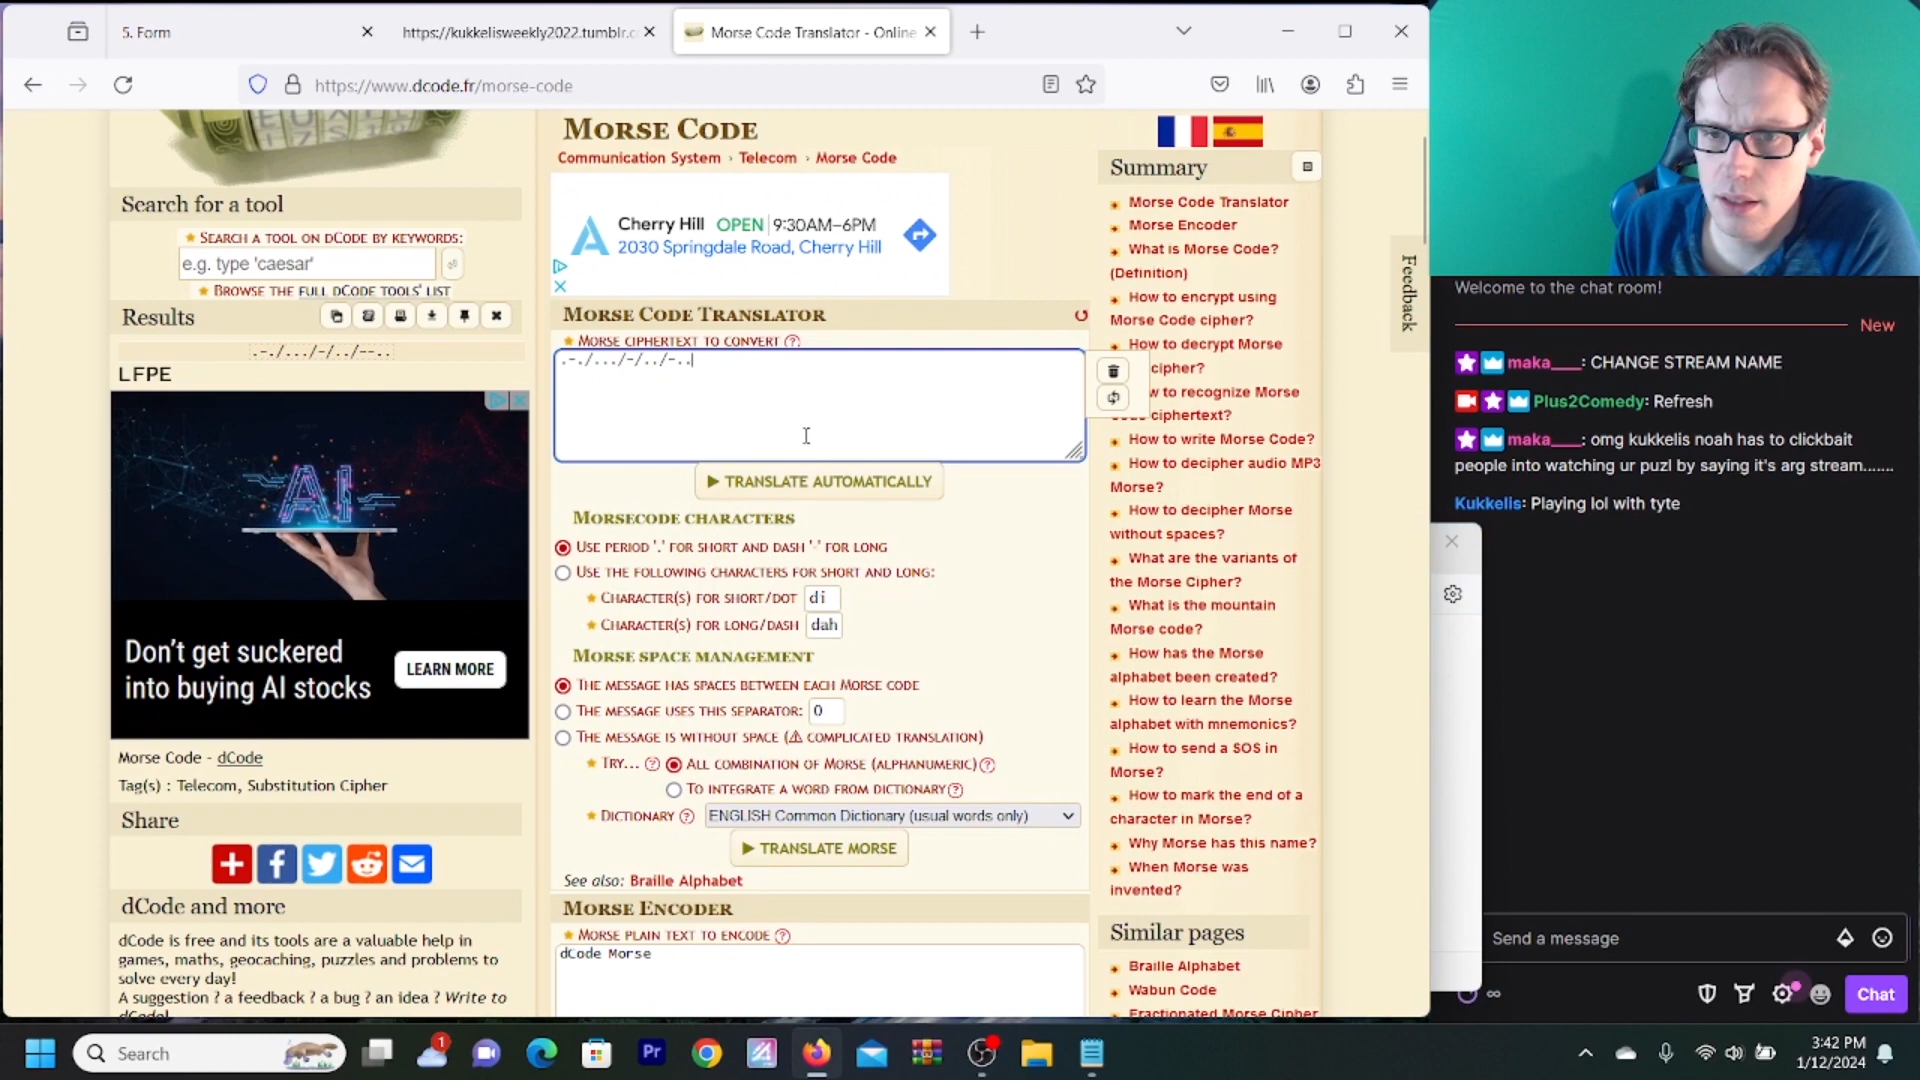 5. Form
https://kukkelisweekly2022.tumblr.c
Morse Code Translator - Online
https://www.dcode.fr/morse-code
Search for a tool
★ SEARCH A TOOL ON DCODE BY KEYWORDS:
e.g. type 'caesar'
★ BROWSE THE FULL DCODE TOOLS' LIST
Results
.-./.../-/../--..
LFPE
AI
Don't get suckered
into buying AI stocks
LEARN MORE
Morse Code - dCode
Tag(s) : Telecom, Substitution Cipher
Share
dCode and more
dCode is free and its tools are a valuable help in
games, maths, geocaching, puzzles and problems to
solve every day!
A suggestion ? a feedback ? a bug ? an idea ? Write to
dCode!
MORSE CODE
Communication System › Telecom › Morse Code
Cherry Hill OPEN | 9:30AM–6PM
2030 Springdale Road, Cherry Hill
MORSE CODE TRANSLATOR
★ MORSE CIPHERTEXT TO CONVERT (?)
.-./.../-/../-..
▶ TRANSLATE AUTOMATICALLY
MORSECODE CHARACTERS
USE PERIOD '.' FOR SHORT AND DASH '-' FOR LONG
USE THE FOLLOWING CHARACTERS FOR SHORT AND LONG:
★ CHARACTER(S) FOR SHORT/DOT di
★ CHARACTER(S) FOR LONG/DASH dah
MORSE SPACE MANAGEMENT
THE MESSAGE HAS SPACES BETWEEN EACH MORSE CODE
THE MESSAGE USES THIS SEPARATOR: 0
THE MESSAGE IS WITHOUT SPACE (⚠ COMPLICATED TRANSLATION)
★ TRY... (?) ALL COMBINATION OF MORSE (ALPHANUMERIC) (?)
TO INTEGRATE A WORD FROM DICTIONARY (?)
★ DICTIONARY (?) ENGLISH Common Dictionary (usual words only)
▶ TRANSLATE MORSE
See also: Braille Alphabet
MORSE ENCODER
★ MORSE PLAIN TEXT TO ENCODE (?)
dCode Morse
Summary
Morse Code Translator
Morse Encoder
What is Morse Code?
(Definition)
How to encrypt using
Morse Code cipher?
How to decrypt Morse
cipher?
to recognize Morse
ciphertext?
How to write Morse Code?
How to decipher audio MP3
Morse?
How to decipher Morse
without spaces?
What are the variants of
the Morse Cipher?
What is the mountain
Morse code?
How has the Morse
alphabet been created?
How to learn the Morse
alphabet with mnemonics?
How to send a SOS in
Morse?
How to mark the end of a
character in Morse?
Why Morse has this name?
When Morse was
invented?
Similar pages
Braille Alphabet
Wabun Code
Fractionated Morse Cipher
Feedback
Welcome to the chat room!
New
maka___: CHANGE STREAM NAME
Plus2Comedy: Refresh
maka___: omg kukkelis noah has to clickbait
people into watching ur puzl by saying it's arg stream.......
Kukkelis: Playing lol with tyte
Send a message
Chat
Search
1
Pr
3:42 PM
1/12/2024